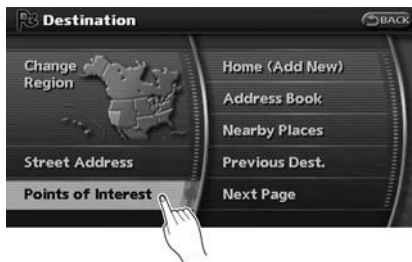 Destination
BACK
Change
Region
Home (Add New)
Address Book
Nearby Places
Street Address
Previous Dest.
Points of Interest
Next Page